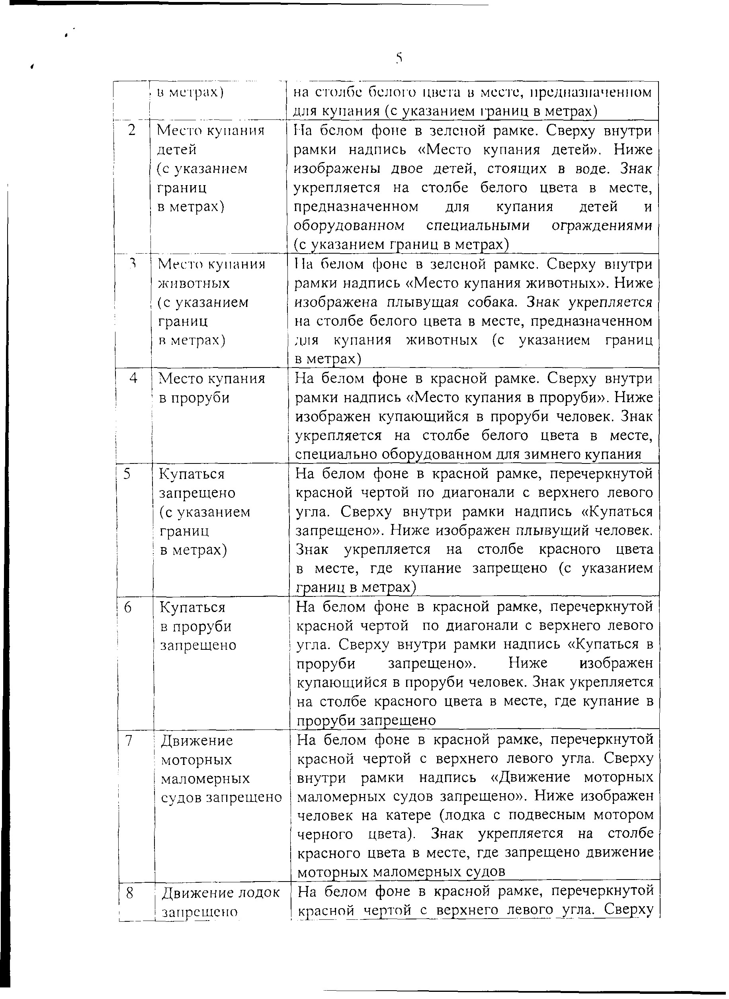 5
в метрах)
на столбе белого цвета в месте, предназначенном
для купания (с указанием границ в метрах)
2
Место купания
детей
(с указанием
границ
в метрах)
На белом фоне в зеленой рамке. Сверху внутри
рамки надпись «Место купания детей». Ниже
изображены двое детей, стоящих в воде. Знак
укрепляется на столбе белого цвета в месте,
предназначенном для купания детей и
оборудованном специальными ограждениями
(с указанием границ в метрах)
3
Место купания
животных
(с указанием
границ
в метрах)
На белом фоне в зеленой рамке. Сверху внутри
рамки надпись «Место купания животных». Ниже
изображена плывущая собака. Знак укрепляется
на столбе белого цвета в месте, предназначенном
для купания животных (с указанием границ
в метрах)
4
Место купания
в проруби
На белом фоне в красной рамке. Сверху внутри
рамки надпись «Место купания в проруби». Ниже
изображен купающийся в проруби человек. Знак
укрепляется на столбе белого цвета в месте,
специально оборудованном для зимнего купания
5
Купаться
запрещено
(с указанием
границ
в метрах)
На белом фоне в красной рамке, перечеркнутой
красной чертой по диагонали с верхнего левого
угла. Сверху внутри рамки надпись «Купаться
запрещено». Ниже изображен плывущий человек.
Знак укрепляется на столбе красного цвета
в месте, где купание запрещено (с указанием
границ в метрах)
6
Купаться
в проруби
запрещено
На белом фоне в красной рамке, перечеркнутой
красной чертой по диагонали с верхнего левого
угла. Сверху внутри рамки надпись «Купаться в
проруби запрещено». Ниже изображен
купающийся в проруби человек. Знак укрепляется
на столбе красного цвета в месте, где купание в
проруби запрещено
7
Движение
моторных
маломерных
судов запрещено
На белом фоне в красной рамке, перечеркнутой
красной чертой с верхнего левого угла. Сверху
внутри рамки надпись «Движение моторных
маломерных судов запрещено». Ниже изображен
человек на катере (лодка с подвесным мотором
черного цвета). Знак укрепляется на столбе
красного цвета в месте, где запрещено движение
моторных маломерных судов
8
Движение лодок
запрещено
На белом фоне в красной рамке, перечеркнутой
красной чертой с верхнего левого угла. Сверху